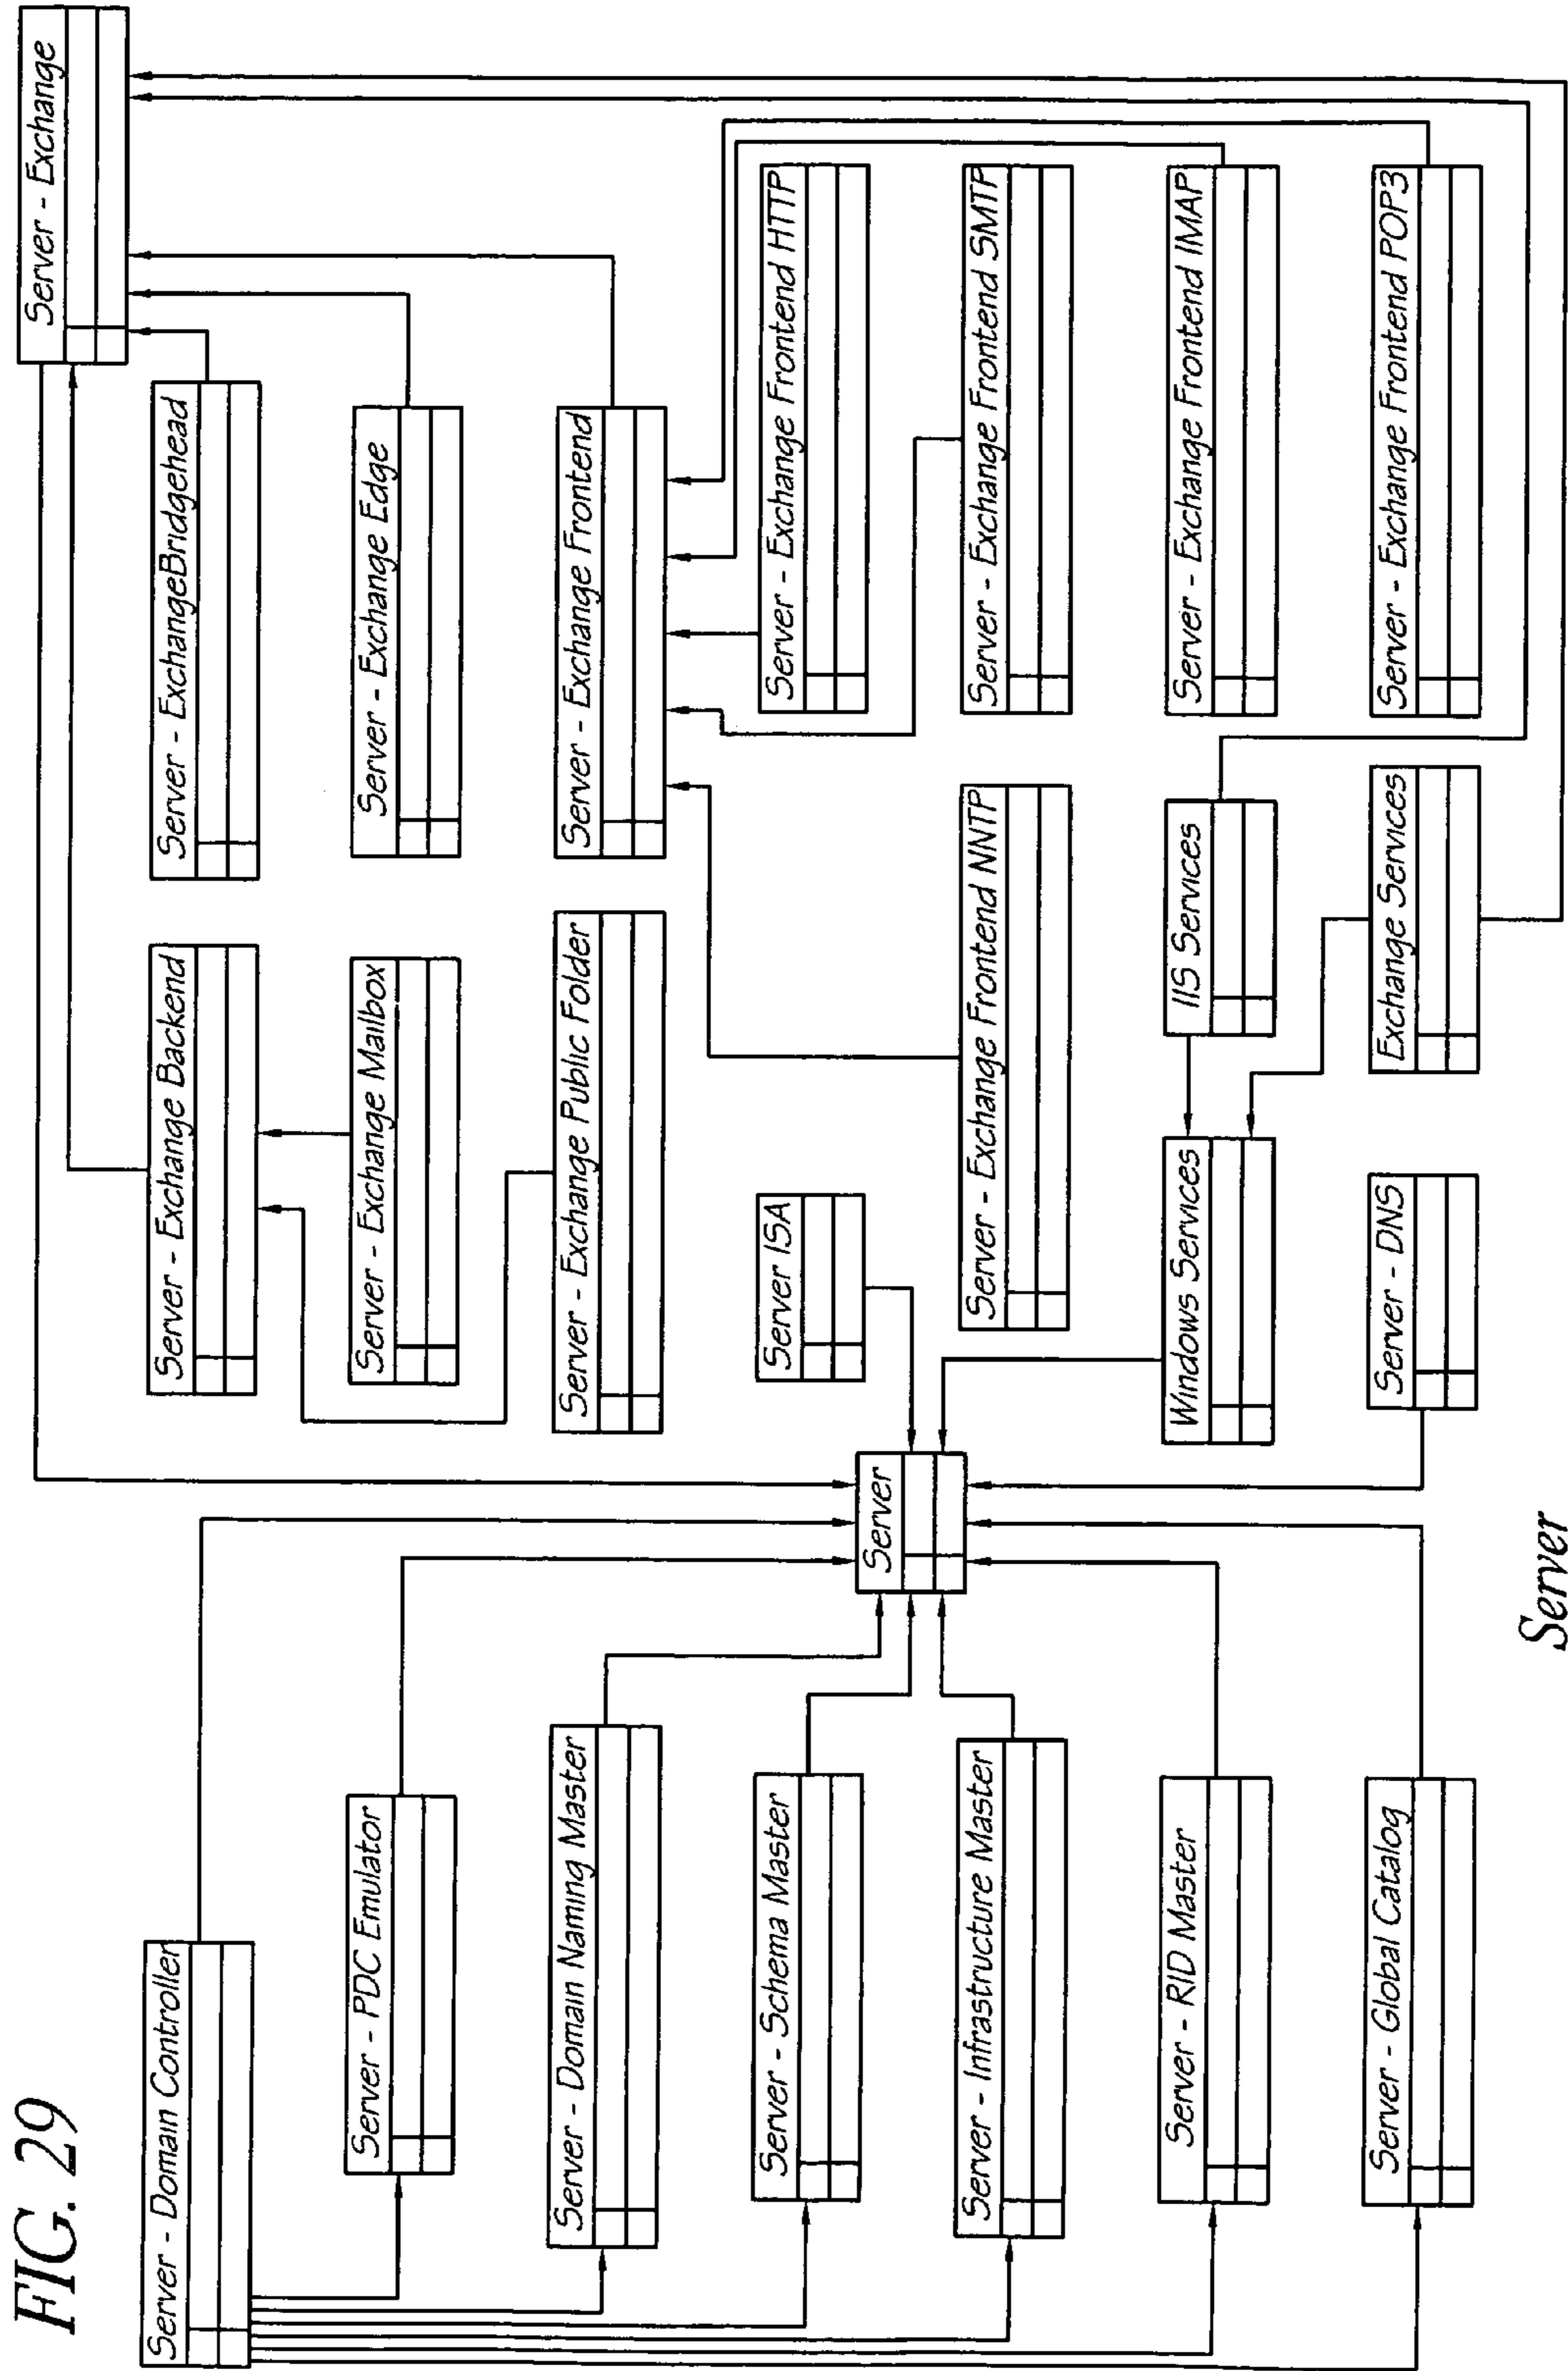 FIG. 29
Server - Domain Controller
Server - PDC Emulator
Server - Domain Naming Master
Server - Schema Master
Server - Infrastructure Master
Server - RID Master
Server - Global Catalog
Server
Server - Exchange
Server - Exchange Backend
Server - ExchangeBridgehead
Server - Exchange Mailbox
Server - Exchange Edge
Server - Exchange Public Folder
Server - Exchange Frontend
Server ISA
Server - Exchange Frontend HTTP
Server - Exchange Frontend NNTP
Server - Exchange Frontend SMTP
Windows Services
IIS Services
Server - Exchange Frontend IMAP
Server - DNS
Exchange Services
Server - Exchange Frontend POP3
Server